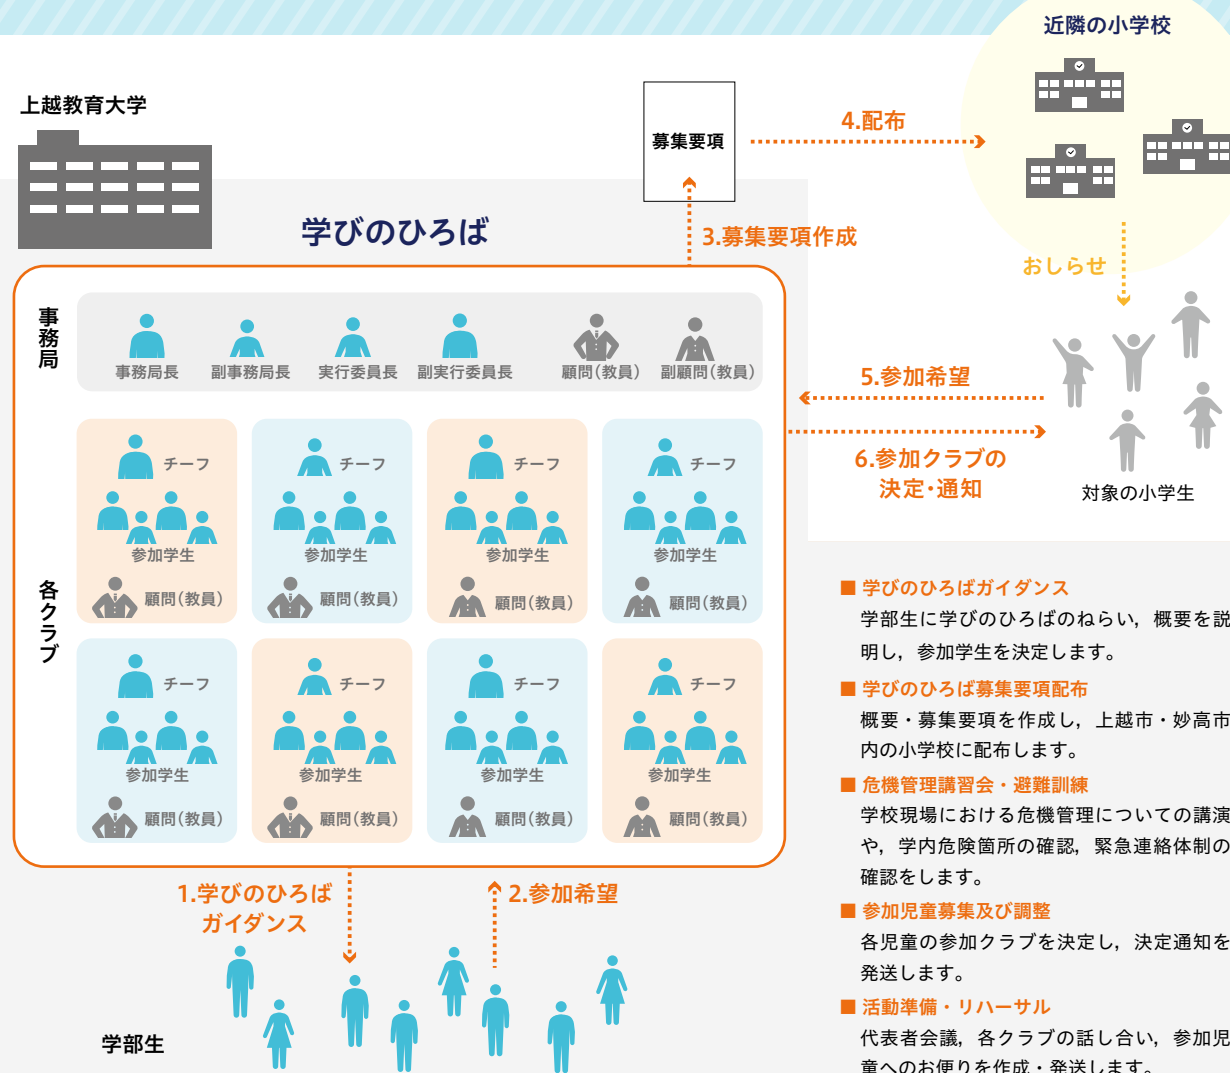 近隣の小学校
上越教育大学
募集要項
4.配布
学びのひろば
3.募集要項作成
おしらせ
事務局
事務局長
副事務局長
実行委員長
副実行委員長
顧問(教員)
副顧問(教員)
5.参加希望
6.参加クラブの
決定・通知
対象の小学生
各クラブ
チーフ
チーフ
チーフ
チーフ
参加学生
参加学生
参加学生
参加学生
顧問(教員)
顧問(教員)
顧問(教員)
顧問(教員)
チーフ
チーフ
チーフ
チーフ
参加学生
参加学生
参加学生
参加学生
顧問(教員)
顧問(教員)
顧問(教員)
顧問(教員)
1.学びのひろば
ガイダンス
2.参加希望
学部生
■ 学びのひろばガイダンス
学部生に学びのひろばのねらい，概要を説
明し，参加学生を決定します。
■ 学びのひろば募集要項配布
概要・募集要項を作成し，上越市・妙高市
内の小学校に配布します。
■ 危機管理講習会・避難訓練
学校現場における危機管理についての講演
や，学内危険箇所の確認，緊急連絡体制の
確認をします。
■ 参加児童募集及び調整
各児童の参加クラブを決定し，決定通知を
発送します。
■ 活動準備・リハーサル
代表者会議，各クラブの話し合い，参加児
童へのお便りを作成・発送します。